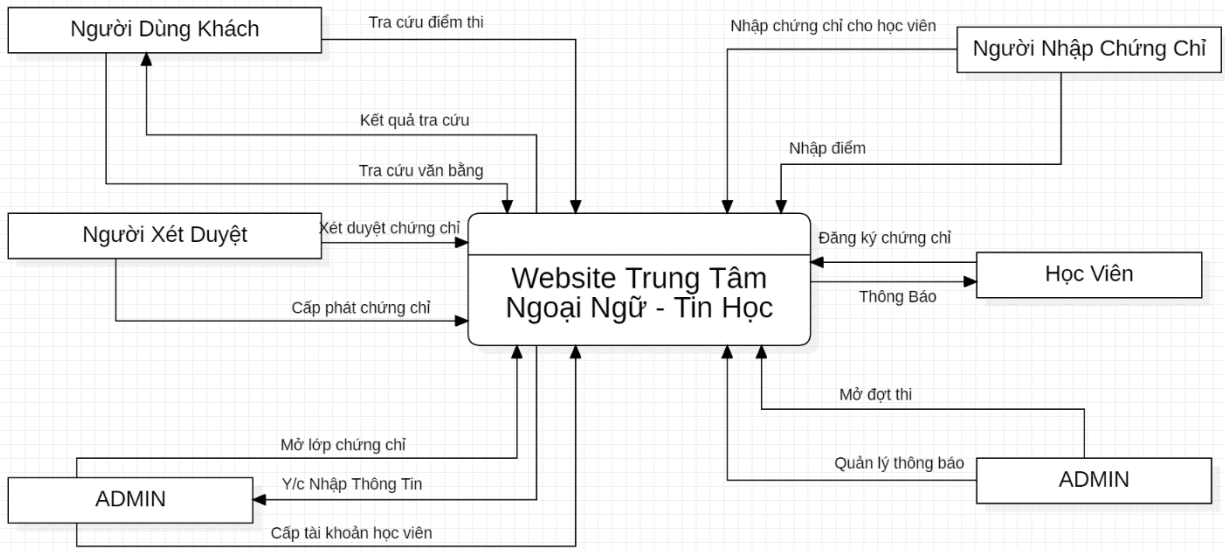 Người Dùng Khách
Tra cứu điểm thi
Nhập chứng chỉ cho học viên
Người Nhập Chứng Chỉ
Kết quả tra cứu
Nhập điểm
Tra cứu văn bằng
Người Xét Duyệt
Xét duyệt chứng chỉ
Đăng ký chứng chỉ
Website Trung Tâm
Ngoại Ngữ - Tin Học
Học Viên
Thông Báo
Cấp phát chứng chỉ
Mở đợt thi
Mở lớp chứng chỉ
Quản lý thông báo
ADMIN
Y/c Nhập Thông Tin
ADMIN
Cấp tài khoản học viên